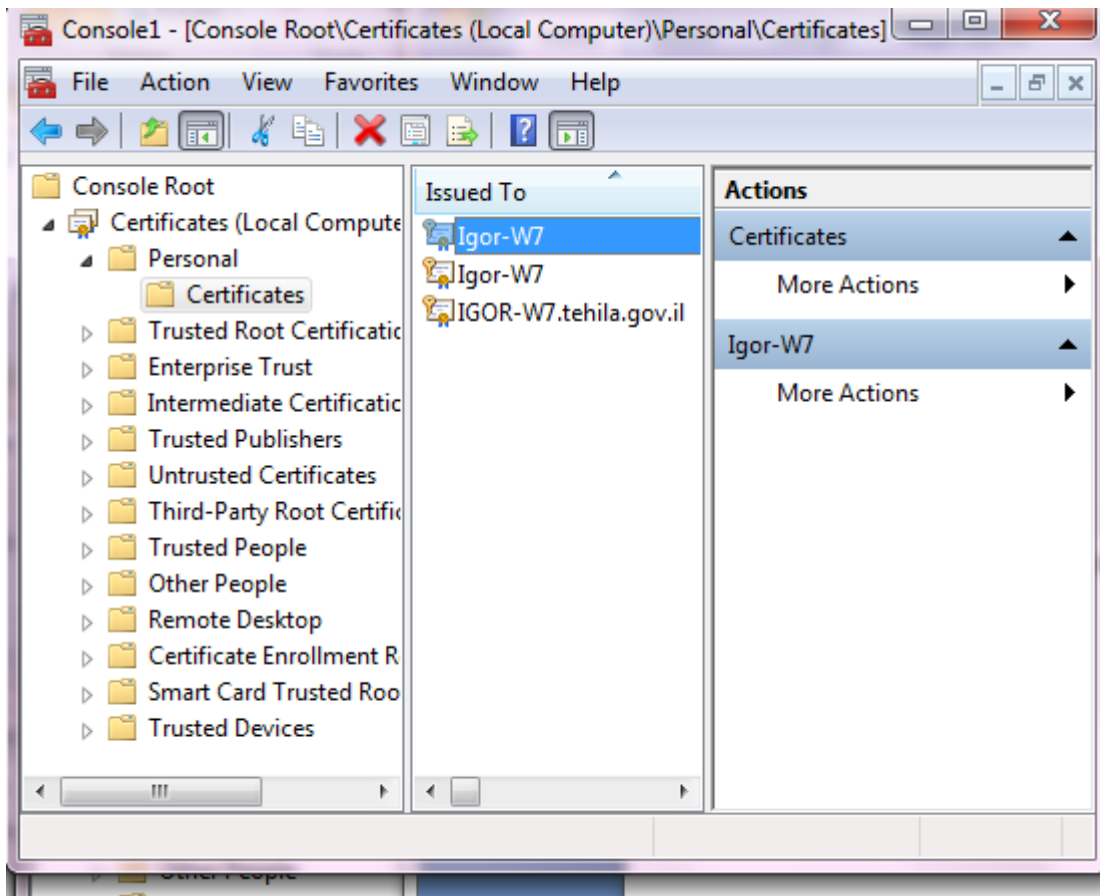 Console1 - [Console Root\Certificates (Local Computer)\Personal\Certificates]
File Action View Favorites Window Help
Console Root
Certificates (Local Compute
Personal
Certificates
Trusted Root Certificatic
Enterprise Trust
Intermediate Certificatic
Trusted Publishers
Untrusted Certificates
Third-Party Root Certific
Trusted People
Other People
Remote Desktop
Certificate Enrollment R
Smart Card Trusted Roo
Trusted Devices
Issued To
Igor-W7
Igor-W7
IGOR-W7.tehila.gov.il
Actions
Certificates
More Actions
Igor-W7
More Actions
Other People